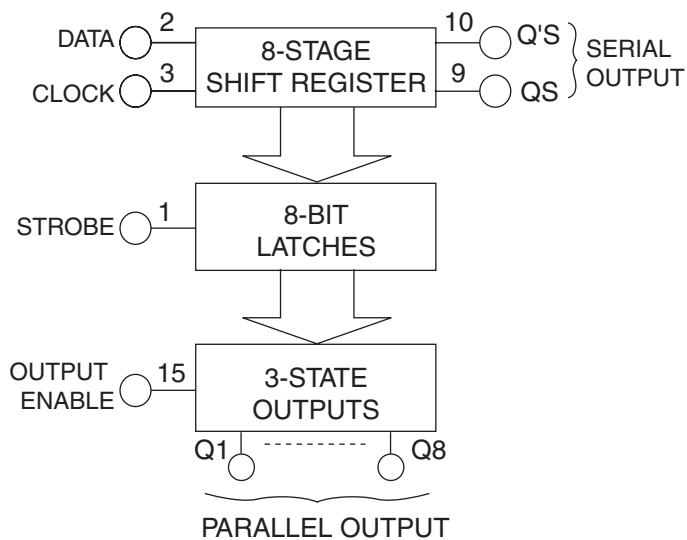 DATA 2
CLOCK 3
8-STAGE
SHIFT REGISTER
10 Q'S
9 QS
SERIAL
OUTPUT
STROBE 1
8-BIT
LATCHES
OUTPUT
ENABLE
15
3-STATE
OUTPUTS
Q1 Q8
PARALLEL OUTPUT